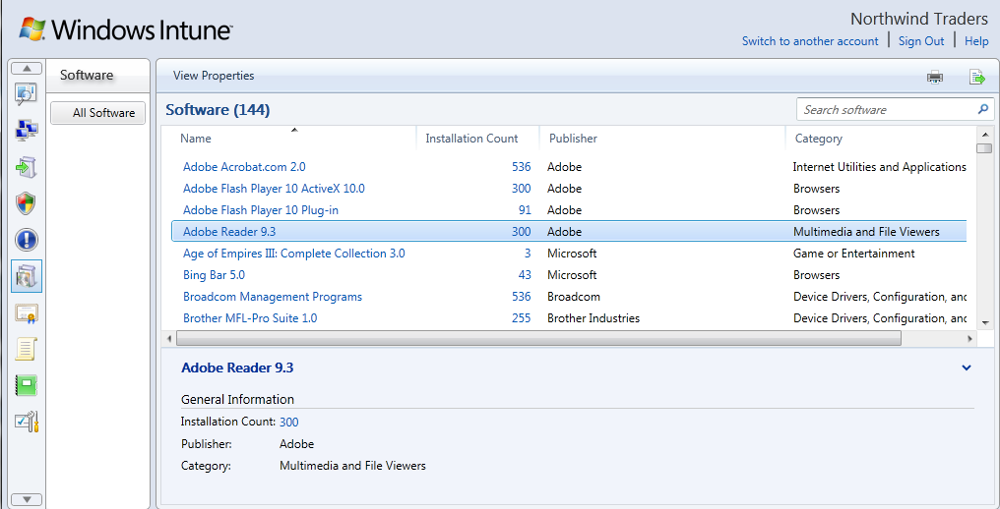 Windows Intune
Northwind Traders
Switch to another account | Sign Out | Help
Software
All Software
View Properties
Software (144)
Search software
Name Installation Count Publisher Category
Adobe Acrobat.com 2.0 536 Adobe Internet Utilities and Applications
Adobe Flash Player 10 ActiveX 10.0 300 Adobe Browsers
Adobe Flash Player 10 Plug-in 91 Adobe Browsers
Adobe Reader 9.3 300 Adobe Multimedia and File Viewers
Age of Empires III: Complete Collection 3.0 3 Microsoft Game or Entertainment
Bing Bar 5.0 43 Microsoft Browsers
Broadcom Management Programs 536 Broadcom Device Drivers, Configuration, and
Brother MFL-Pro Suite 1.0 255 Brother Industries Device Drivers, Configuration, and
Adobe Reader 9.3
General Information
Installation Count: 300
Publisher: Adobe
Category: Multimedia and File Viewers